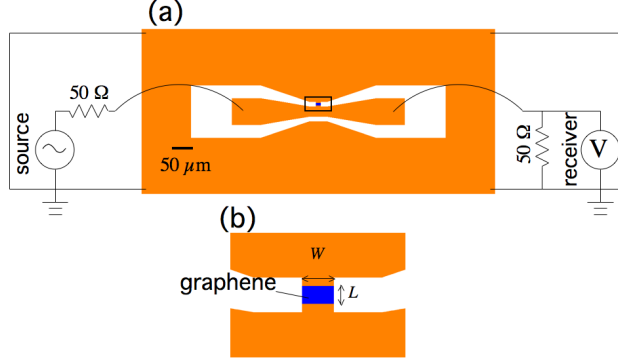 (a)
50 Ω
source
50 μm
50 Ω
receiver
V
(b)
W
graphene
L